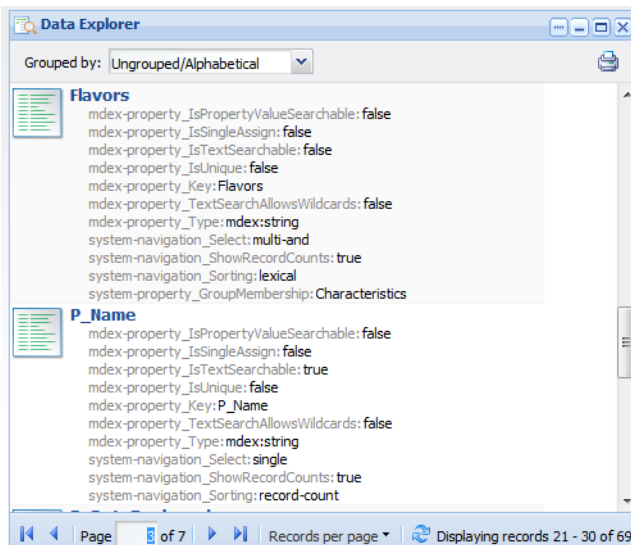 Data Explorer
Grouped by: Ungrouped/Alphabetical
Flavors
mdex-property_IsPropertyValueSearchable: false
mdex-property_IsSingleAssign: false
mdex-property_IsTextSearchable: false
mdex-property_IsUnique: false
mdex-property_Key: Flavors
mdex-property_TextSearchAllowsWildcards: false
mdex-property_Type: mdex:string
system-navigation_Select: multi-and
system-navigation_ShowRecordCounts: true
system-navigation_Sorting: lexical
system-property_GroupMembership: Characteristics
P_Name
mdex-property_IsPropertyValueSearchable: false
mdex-property_IsSingleAssign: false
mdex-property_IsTextSearchable: true
mdex-property_IsUnique: false
mdex-property_Key: P_Name
mdex-property_TextSearchAllowsWildcards: false
mdex-property_Type: mdex:string
system-navigation_Select: single
system-navigation_ShowRecordCounts: true
system-navigation_Sorting: record-count
Page 3 of 7 Records per page Displaying records 21 - 30 of 69